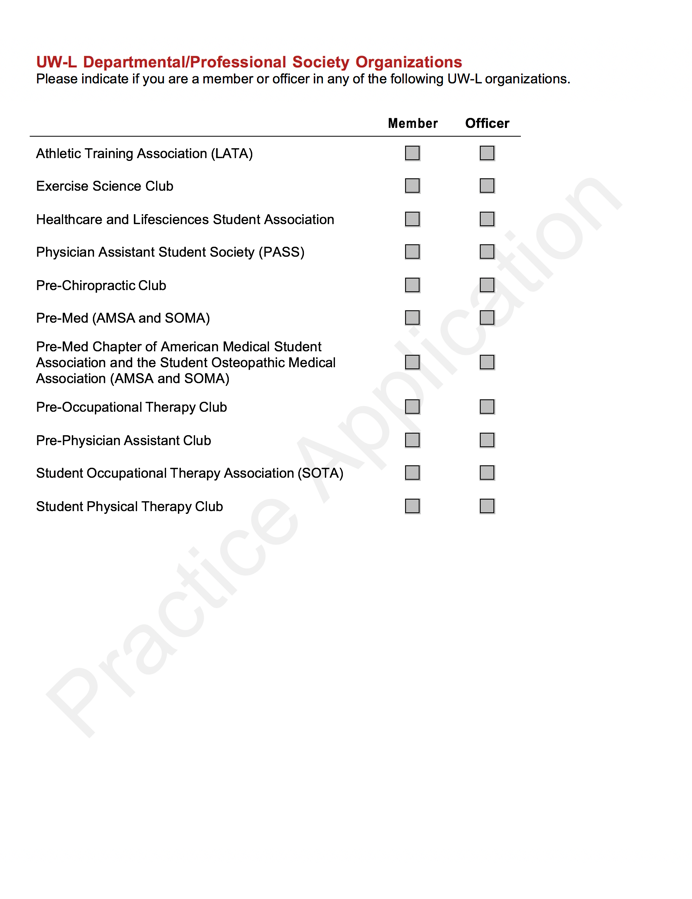 UW-L Departmental/Professional Society Organizations
Please indicate if you are a member or officer in any of the following UW-L organizations.
Member Officer
Athletic Training Association (LATA)
Exercise Science Club
Healthcare and Lifesciences Student Association
Physician Assistant Student Society (PASS)
Pre-Chiropractic Club
Pre-Med (AMSA and SOMA)
Pre-Med Chapter of American Medical Student
Association and the Student Osteopathic Medical
Association (AMSA and SOMA)
Pre-Occupational Therapy Club
Pre-Physician Assistant Club
Student Occupational Therapy Association (SOTA)
Student Physical Therapy Club
Practice Application